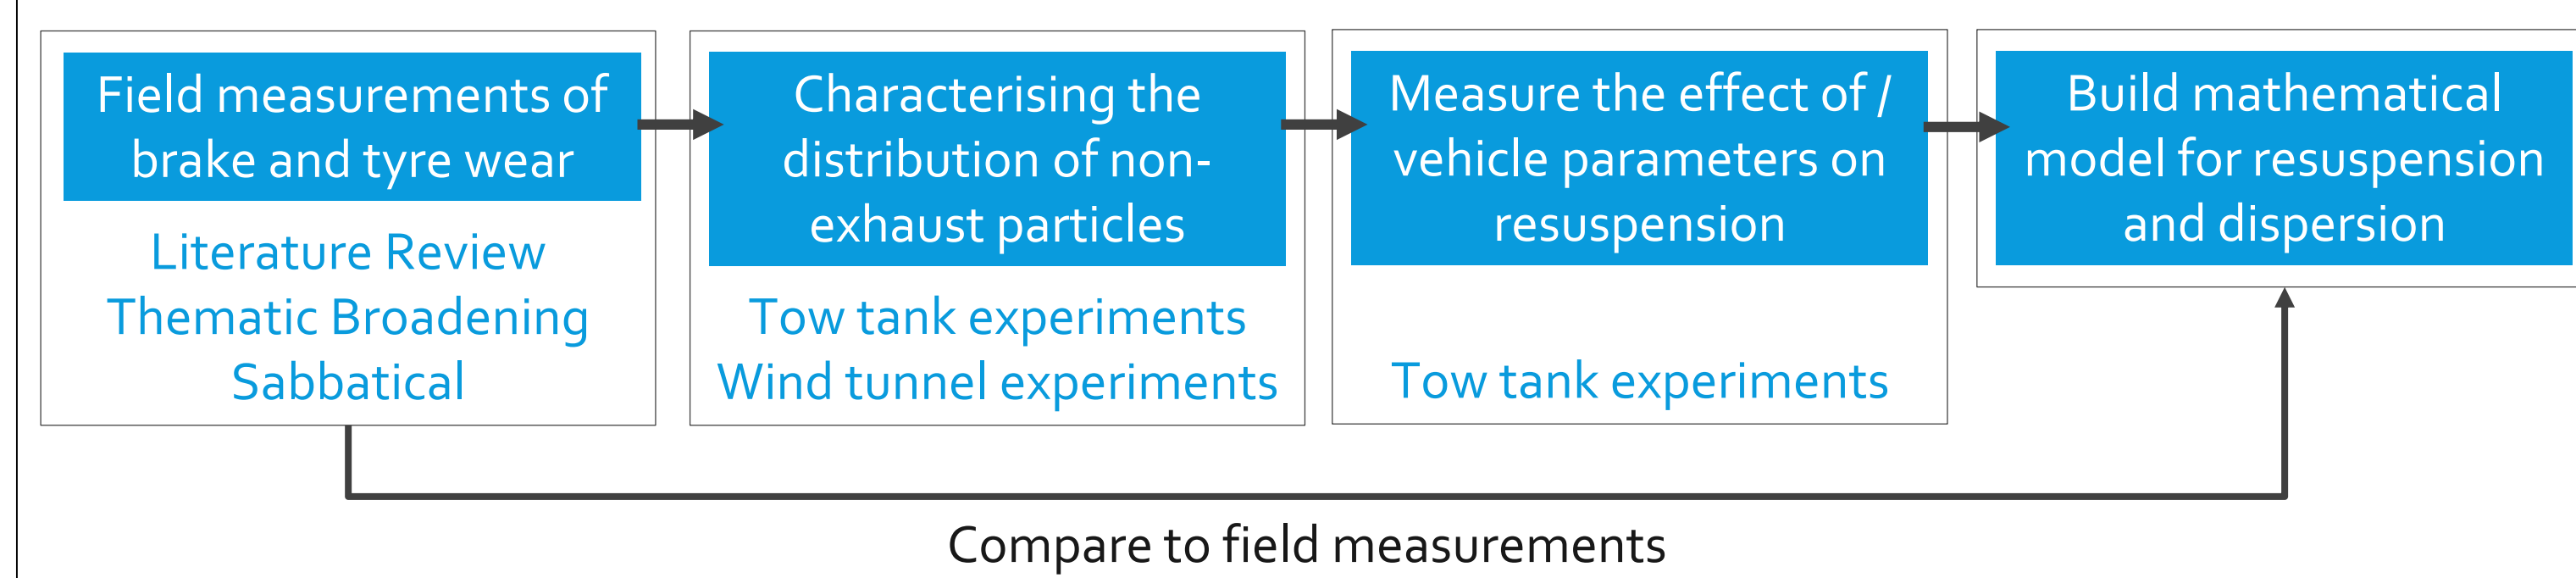 Field measurements of
brake and tyre wear
Literature Review
Thematic Broadening
Sabbatical
Characterising the
distribution of non-
exhaust particles
Tow tank experiments
Wind tunnel experiments
Measure the effect of /
vehicle parameters on
resuspension
Tow tank experiments
Build mathematical
model for resuspension
and dispersion
Compare to field measurements